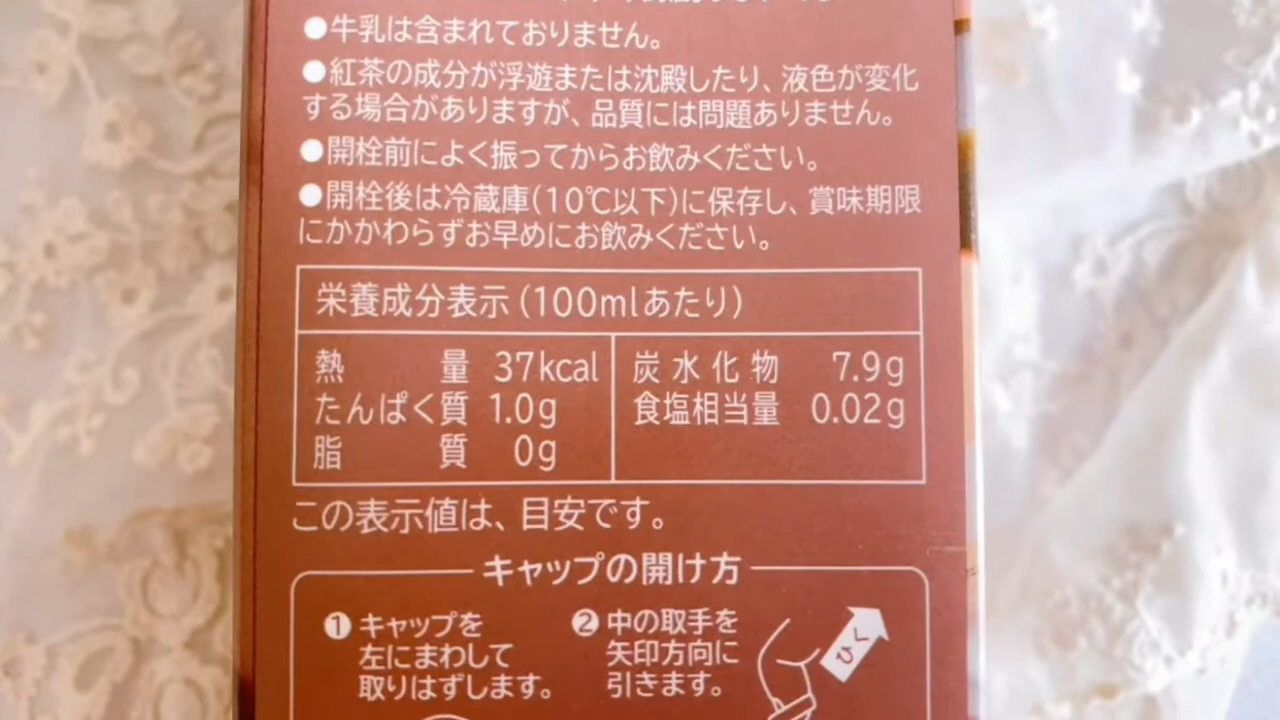 ●牛乳は含まれておりません。
●紅茶の成分が浮遊または沈殿したり、液色が変化
する場合がありますが、品質には問題ありません。
●開栓前によく振ってからお飲みください。
●開栓後は冷蔵庫(10℃以下)に保存し、賞味期限
にかかわらずお早めにお飲みください。
栄養成分表示(100mlあたり)
熱量 37kcal 炭水化物 7.9g
たんぱく質 1.0g 食塩相当量 0.02g
脂質 0g
この表示値は、目安です。
キャップの開け方
❶キャップを
左にまわして
取りはずします。
❷中の取手を
矢印方向に
引きます。
ひく